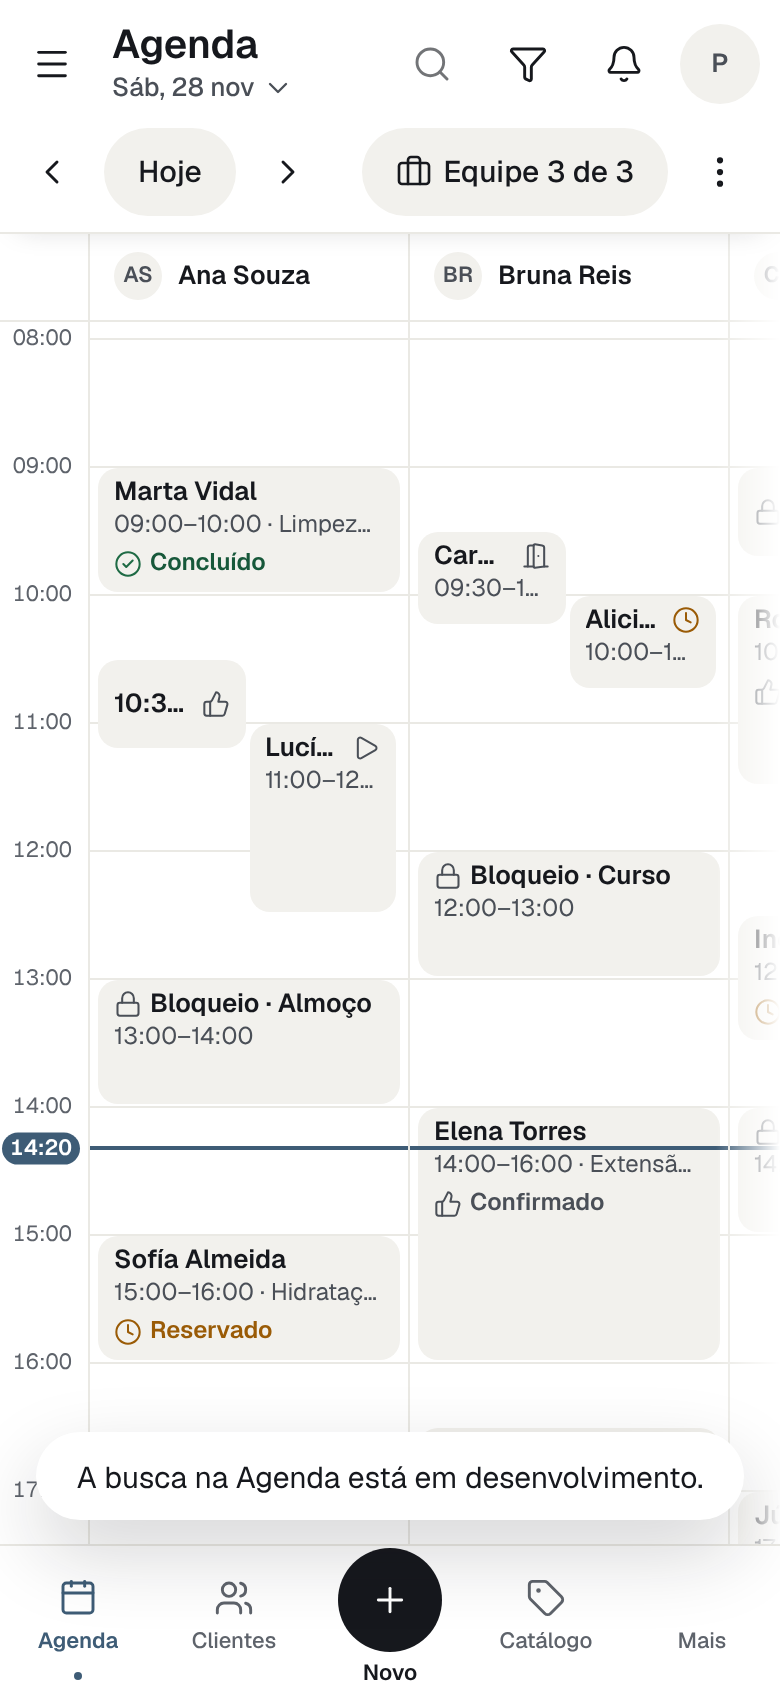 Agenda
Sáb, 28 nov
P
Hoje
Equipe 3 de 3
AS Ana Souza
BR Bruna Reis
08:00
09:00
Marta Vidal
09:00–10:00 · Limpez...
Concluído
Car...
09:30–1...
10:00
Alici...
10:00–1...
10:3...
11:00
Lucí...
11:00–12...
12:00
Bloqueio · Curso
12:00–13:00
13:00
Bloqueio · Almoço
13:00–14:00
14:00
14:20
Elena Torres
14:00–16:00 · Extensã...
Confirmado
15:00
Sofía Almeida
15:00–16:00 · Hidrataç...
Reservado
16:00
17
A busca na Agenda está em desenvolvimento.
Agenda
Clientes
Novo
Catálogo
Mais